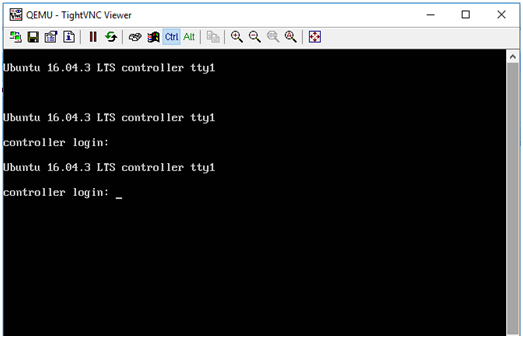 QEMU - TightVNC Viewer
Ctrl Alt
Ubuntu 16.04.3 LTS controller tty1
Ubuntu 16.04.3 LTS controller tty1
controller login:
Ubuntu 16.04.3 LTS controller tty1
controller login: _